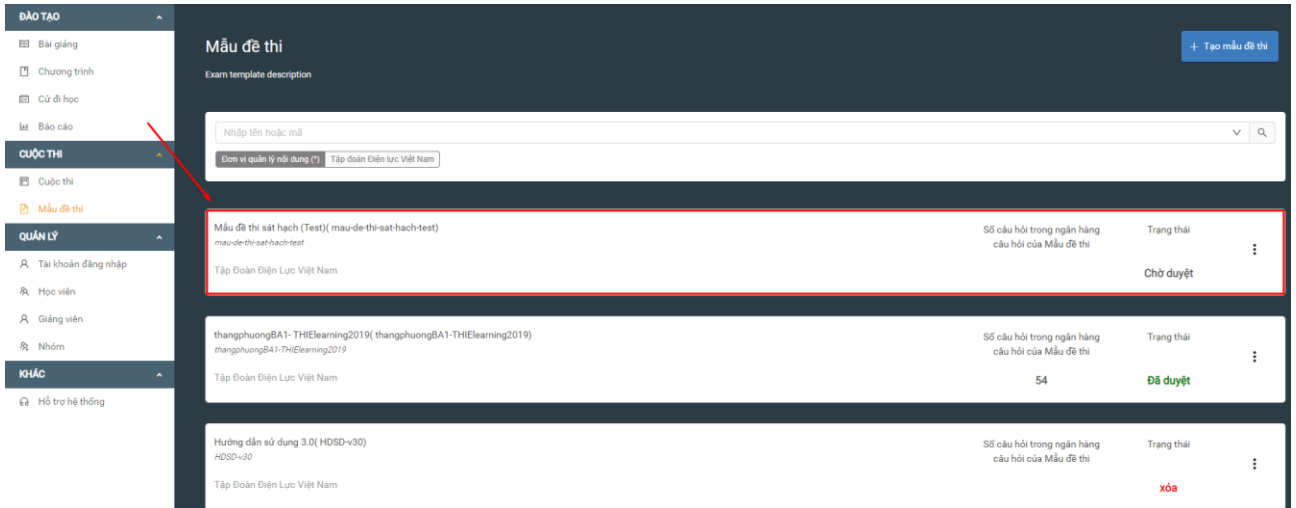 ĐÀO TẠO
Bài giảng
Chương trình
Cử đi học
Báo cáo
CUỘC THI
Cuộc thi
Mẫu đề thi
QUẢN LÝ
Tài khoản đăng nhập
Học viên
Giảng viên
Nhóm
KHÁC
Hỗ trợ hệ thống
Mẫu đề thi
+ Tạo mẫu đề thi
Exam template description
Nhập tên hoặc mã
Đơn vị quản lý nội dung (*) Tập đoàn Điện lực Việt Nam
Mẫu đề thi sát hạch (Test)( mau-de-thi-sat-hach-test)
mau-de-thi-sat-hach-test
Tập Đoàn Điện Lực Việt Nam
Số câu hỏi trong ngân hàng
câu hỏi của Mẫu đề thi
Trạng thái
Chờ duyệt
thangphuongBA1- THIElearning2019( thangphuongBA1-THIElearning2019)
thangphuongBA1-THIElearning2019
Tập Đoàn Điện Lực Việt Nam
Số câu hỏi trong ngân hàng
câu hỏi của Mẫu đề thi
54
Trạng thái
Đã duyệt
Hướng dẫn sử dụng 3.0( HDSD-v30)
HDSD-v30
Tập Đoàn Điện Lực Việt Nam
Số câu hỏi trong ngân hàng
câu hỏi của Mẫu đề thi
Trạng thái
xóa